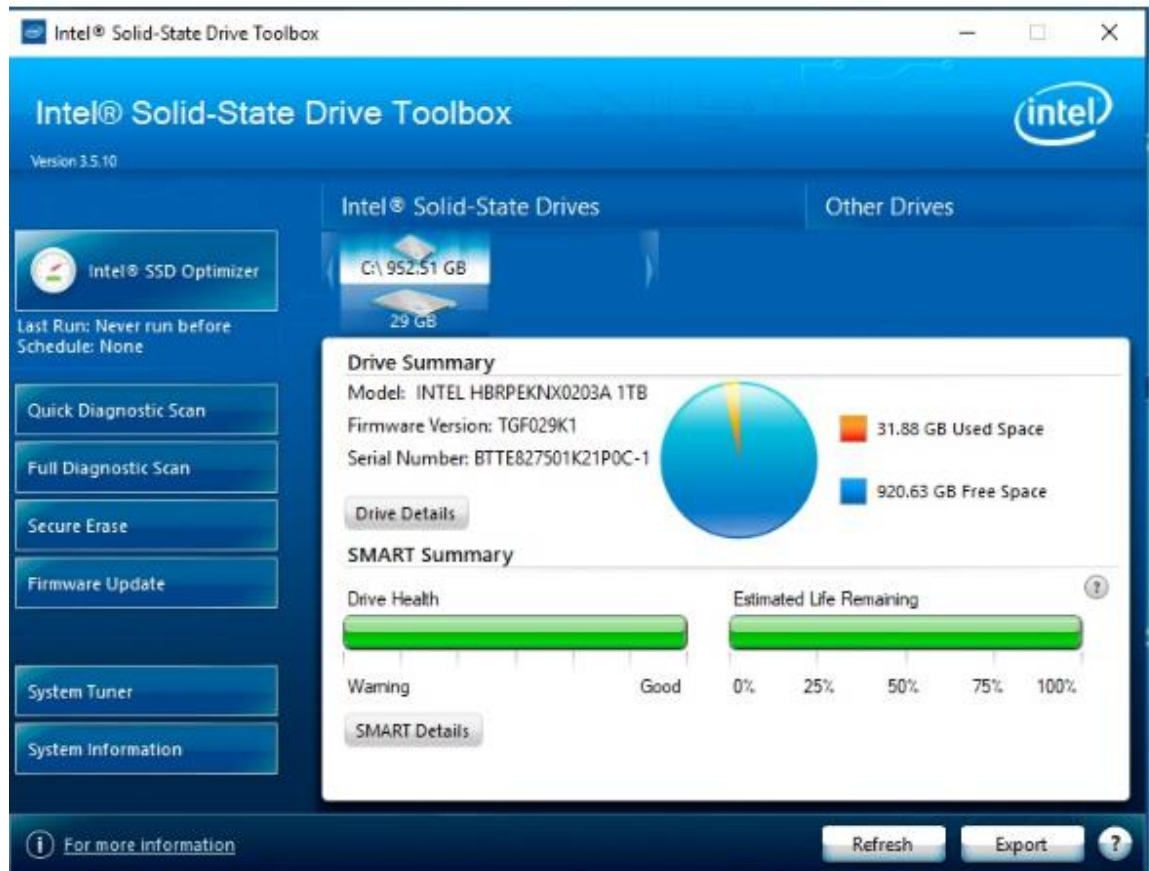 Intel® Solid-State Drive Toolbox
Intel® Solid-State Drive Toolbox
intel
Version 3.5.10
Intel® Solid-State Drives
Other Drives
Intel® SSD Optimizer
C:\ 952.51 GB
29 GB
Last Run: Never run before
Schedule: None
Quick Diagnostic Scan
Full Diagnostic Scan
Secure Erase
Firmware Update
System Tuner
System Information
Drive Summary
Model: INTEL HBRPEKNX0203A 1TB
Firmware Version: TGF029K1
Serial Number: BTTE827501K21P0C-1
31.88 GB Used Space
920.63 GB Free Space
Drive Details
SMART Summary
?
Drive Health
Estimated Life Remaining
Warning Good
0% 25% 50% 75% 100%
SMART Details
i For more information
Refresh
Export
?